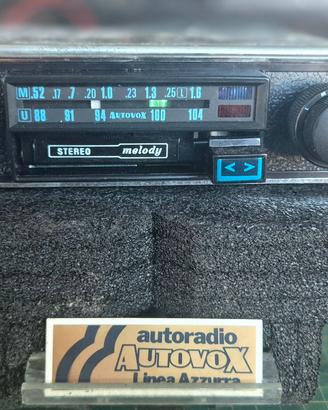 M .52 .17 .7 .20 1.0 .23 1.3 .25 L 1.6
U 88 .91 94 AUTOVOX 100 104
STEREO melody
< >
autoradio
AUTOVOX
Linea Azzurra